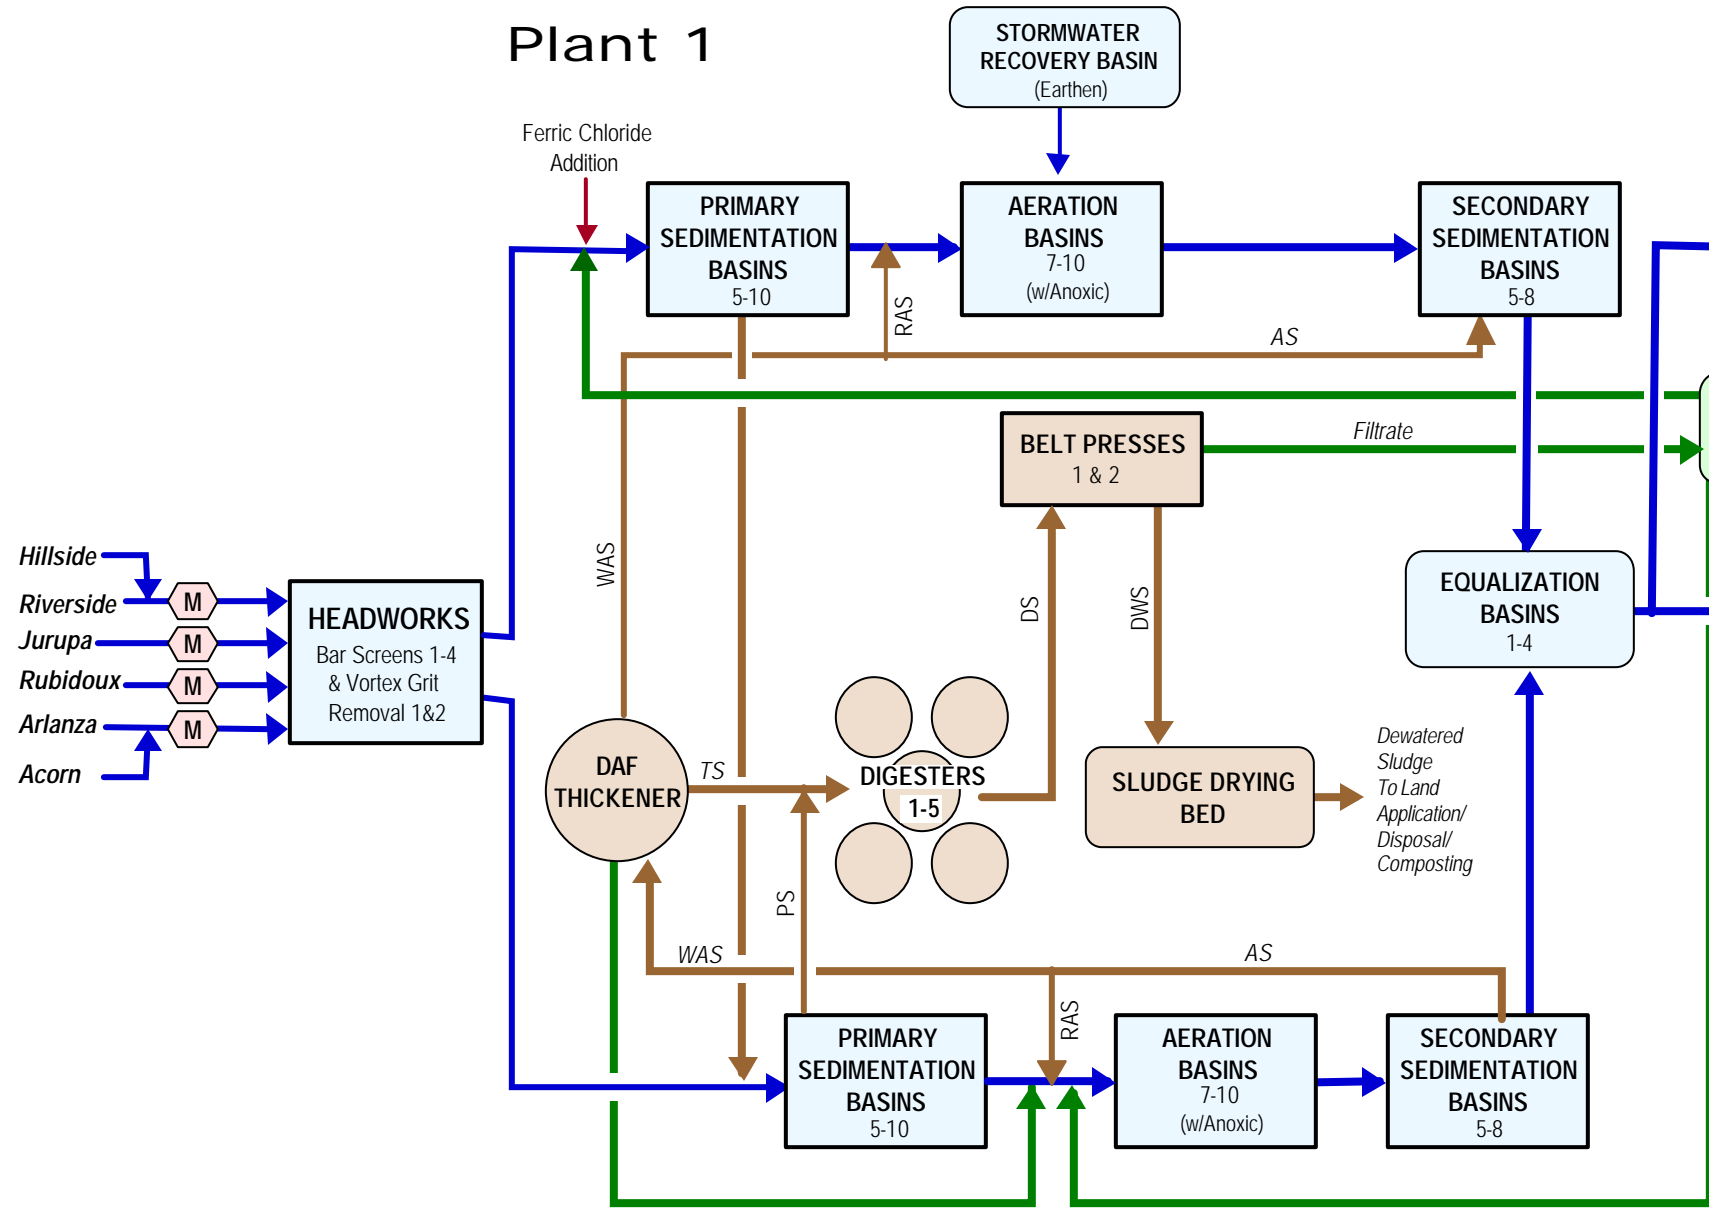 Plant 1
STORMWATER
RECOVERY BASIN
(Earthen)
Ferric Chloride
Addition
PRIMARY
SEDIMENTATION
BASINS
5-10
AERATION
BASINS
7-10
(w/Anoxic)
SECONDARY
SEDIMENTATION
BASINS
5-8
RAS
AS
BELT PRESSES
1 & 2
Filtrate
WAS
DS
DWS
Hillside
Riverside
Jurupa
Rubidoux
Arlanza
Acorn
M
M
M
M
HEADWORKS
Bar Screens 1-4
& Vortex Grit
Removal 1&2
EQUALIZATION
BASINS
1-4
DAF
THICKENER
TS
DIGESTERS
1-5
SLUDGE DRYING
BED
Dewatered
Sludge
To Land
Application/
Disposal/
Composting
PS
WAS
AS
RAS
PRIMARY
SEDIMENTATION
BASINS
5-10
AERATION
BASINS
7-10
(w/Anoxic)
SECONDARY
SEDIMENTATION
BASINS
5-8